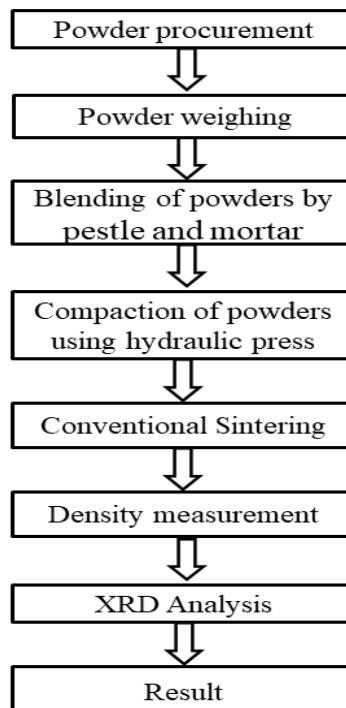 Powder procurement
Powder weighing
Blending of powders by
pestle and mortar
Compaction of powders
using hydraulic press
Conventional Sintering
Density measurement
XRD Analysis
Result